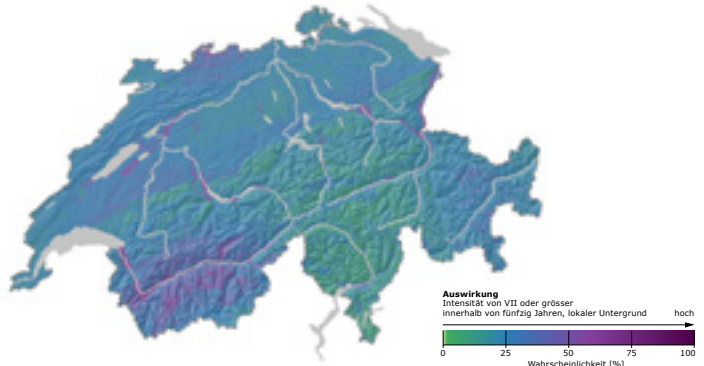 Auswirkung
Intensität von VII oder grösser
innerhalb von fünfzig Jahren, lokaler Untergrund hoch
0 25 50 75 100
Wahrscheinlichkeit [%]